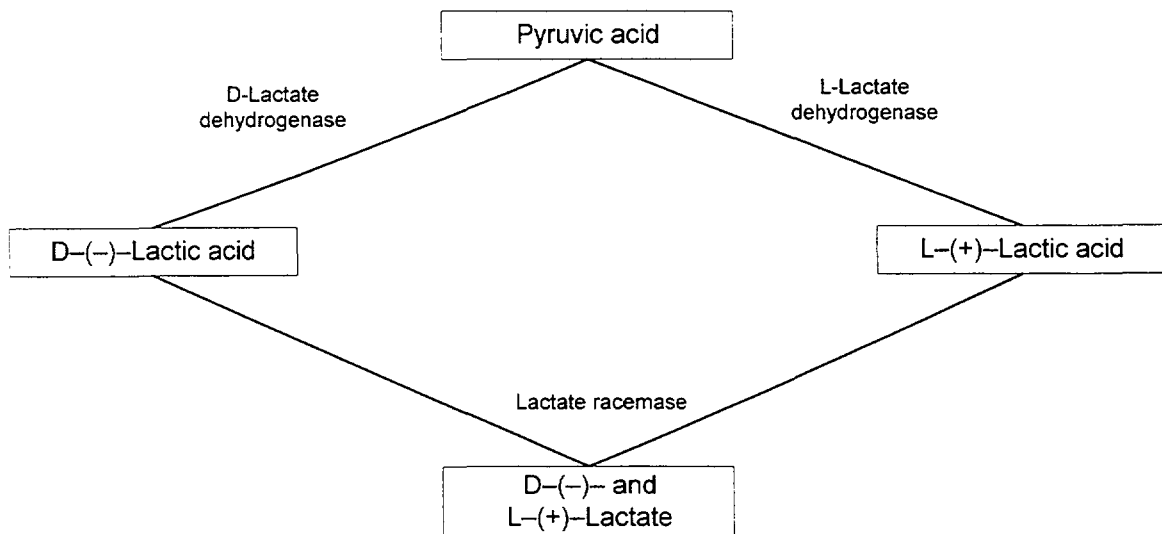 Pyruvic acid
D-Lactate
dehydrogenase
L-Lactate
dehydrogenase
D–(–)–Lactic acid
L–(+)–Lactic acid
Lactate racemase
D–(–)– and
L–(+)–Lactate